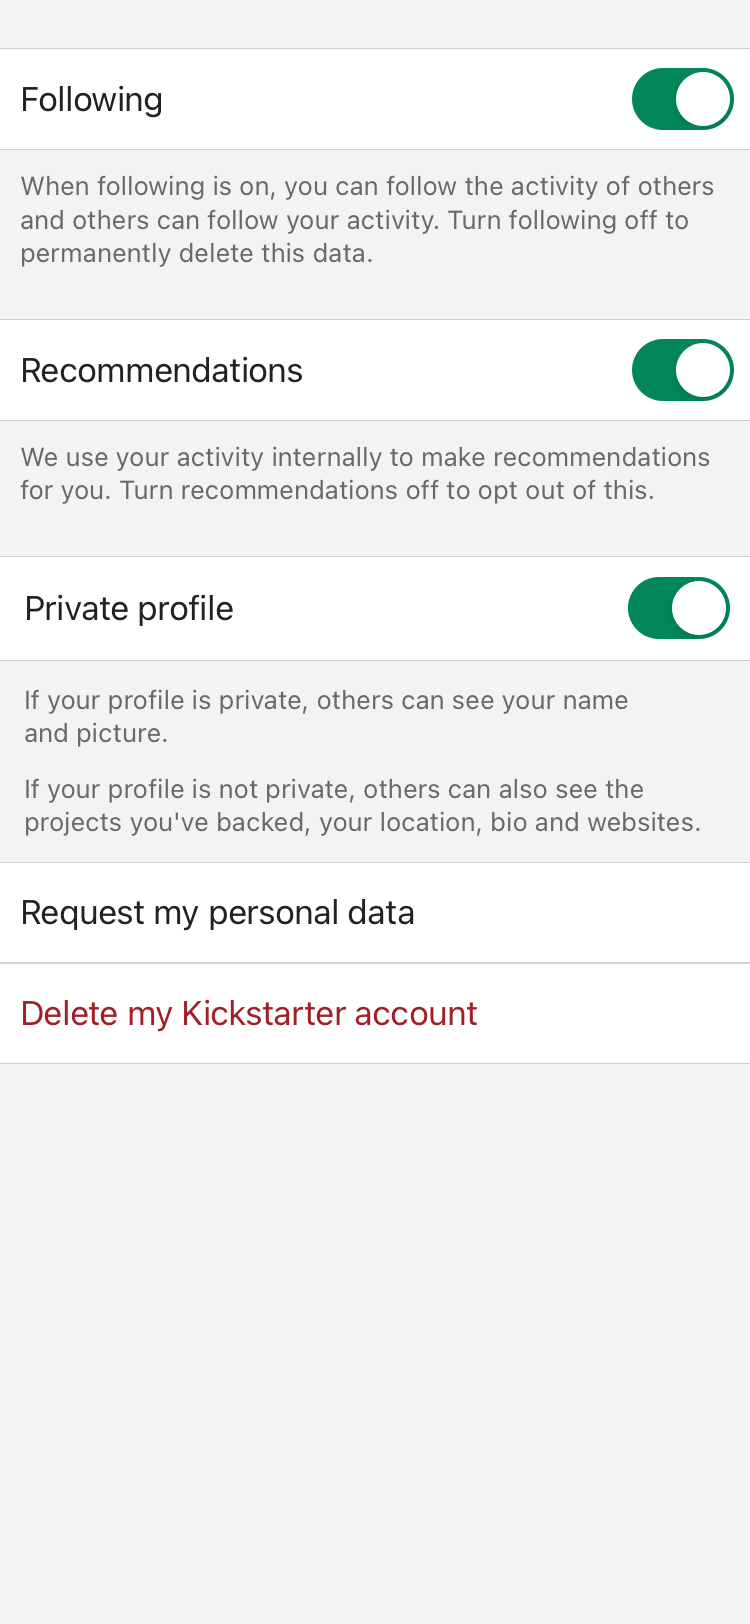 Following
When following is on, you can follow the activity of others
and others can follow your activity. Turn following off to
permanently delete this data.
Recommendations
We use your activity internally to make recommendations
for you. Turn recommendations off to opt out of this.
Private profile
If your profile is private, others can see your name
and picture.
If your profile is not private, others can also see the
projects you've backed, your location, bio and websites.
Request my personal data
Delete my Kickstarter account